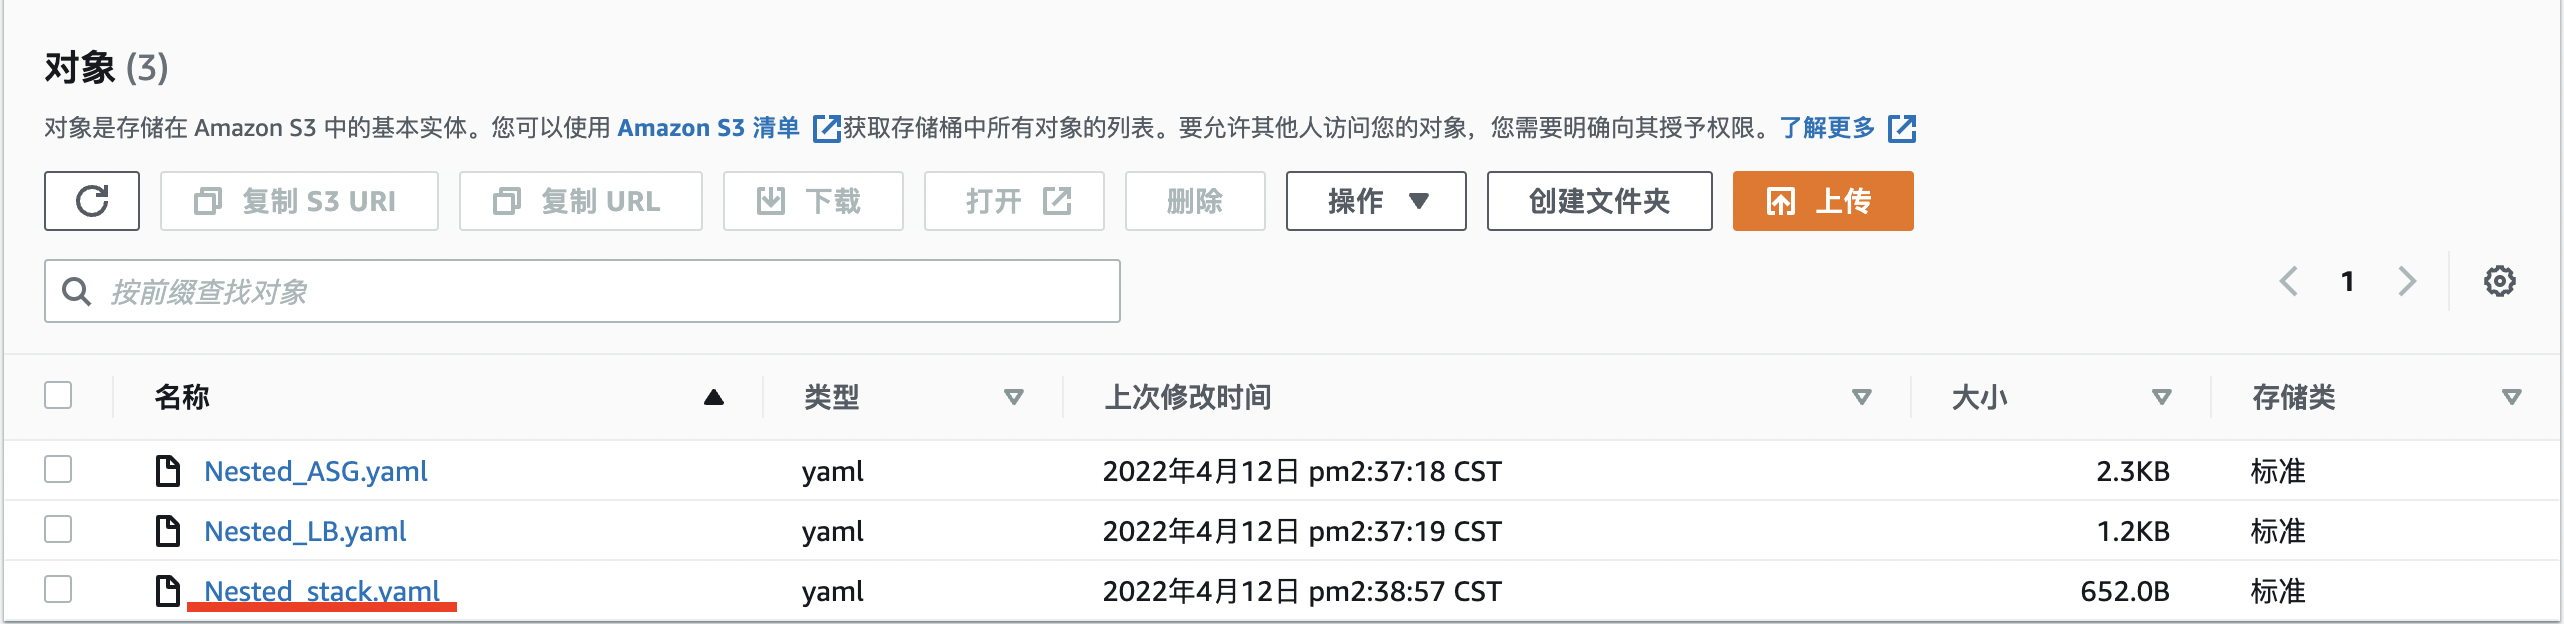 对象 (3)
对象是存储在 Amazon S3 中的基本实体。您可以使用 Amazon S3 清单 获取存储桶中所有对象的列表。要允许其他人访问您的对象，您需要明确向其授予权限。了解更多
复制 S3 URI 复制 URL 下载 打开 删除 操作 创建文件夹 上传
按前缀查找对象 1
名称 类型 上次修改时间 大小 存储类
Nested_ASG.yaml yaml 2022年4月12日 pm2:37:18 CST 2.3KB 标准
Nested_LB.yaml yaml 2022年4月12日 pm2:37:19 CST 1.2KB 标准
Nested_stack.yaml yaml 2022年4月12日 pm2:38:57 CST 652.0B 标准